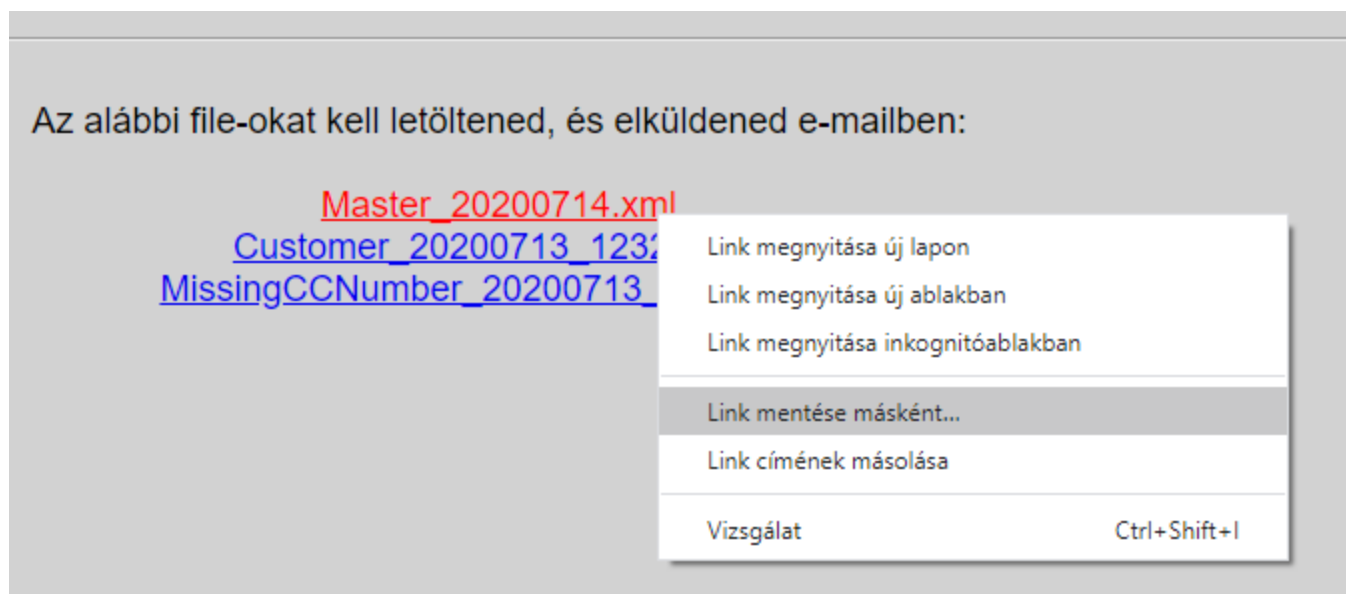 Az alábbi file-okat kell letöltened, és elküldened e-mailben:
Master_20200714.xml
Customer_20200713_1232
MissingCCNumber_20200713_
Link megnyitása új lapon
Link megnyitása új ablakban
Link megnyitása inkognitóablakban
Link mentése másként...
Link címének másolása
Vizsgálat Ctrl+Shift+I